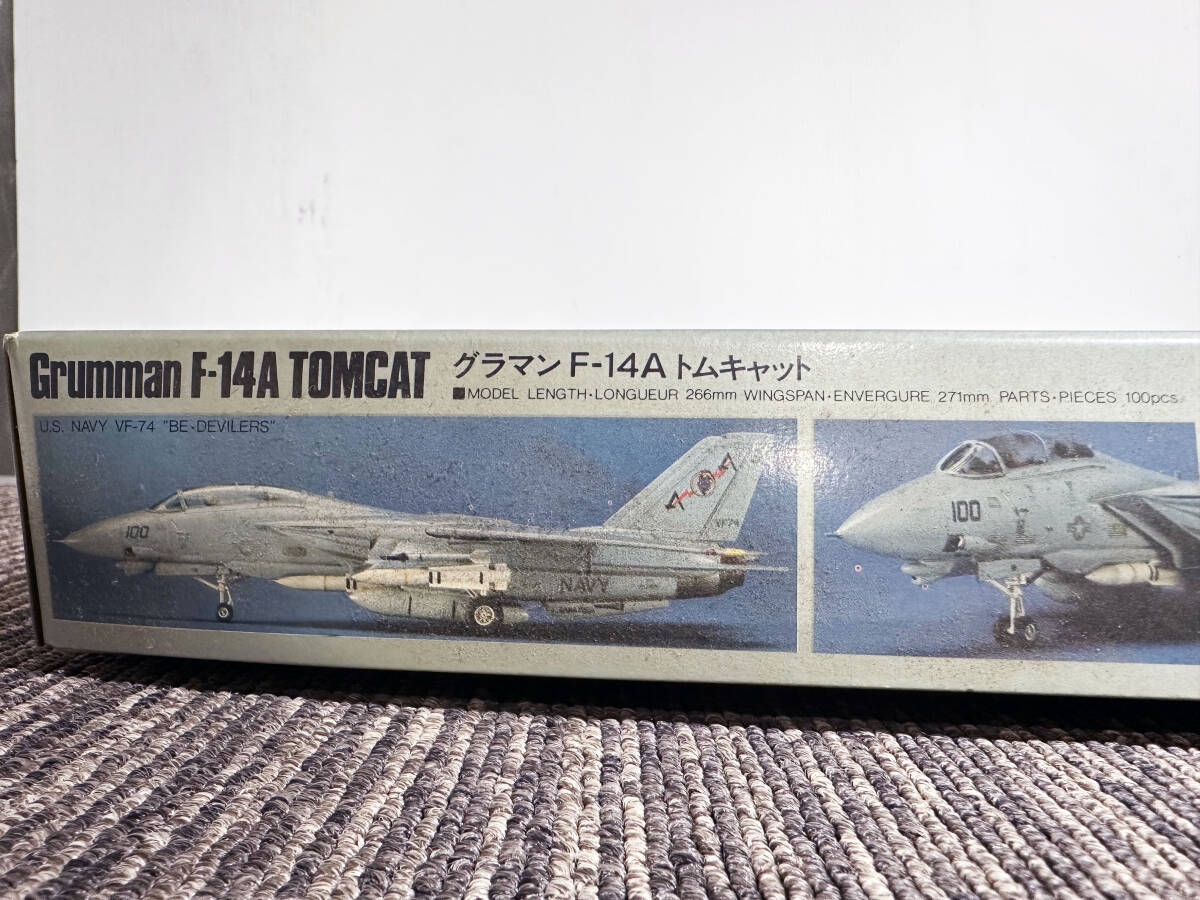 Grumman F-14A TOMCAT グラマン F-14A トムキャット
■MODEL LENGTH・LONGUEUR 266mm WINGSPAN・ENVERGURE 271mm PARTS・PIECES 100pcs.
U.S. NAVY VF-74 "BE・DEVILERS"
100
VF74
NAVY
100